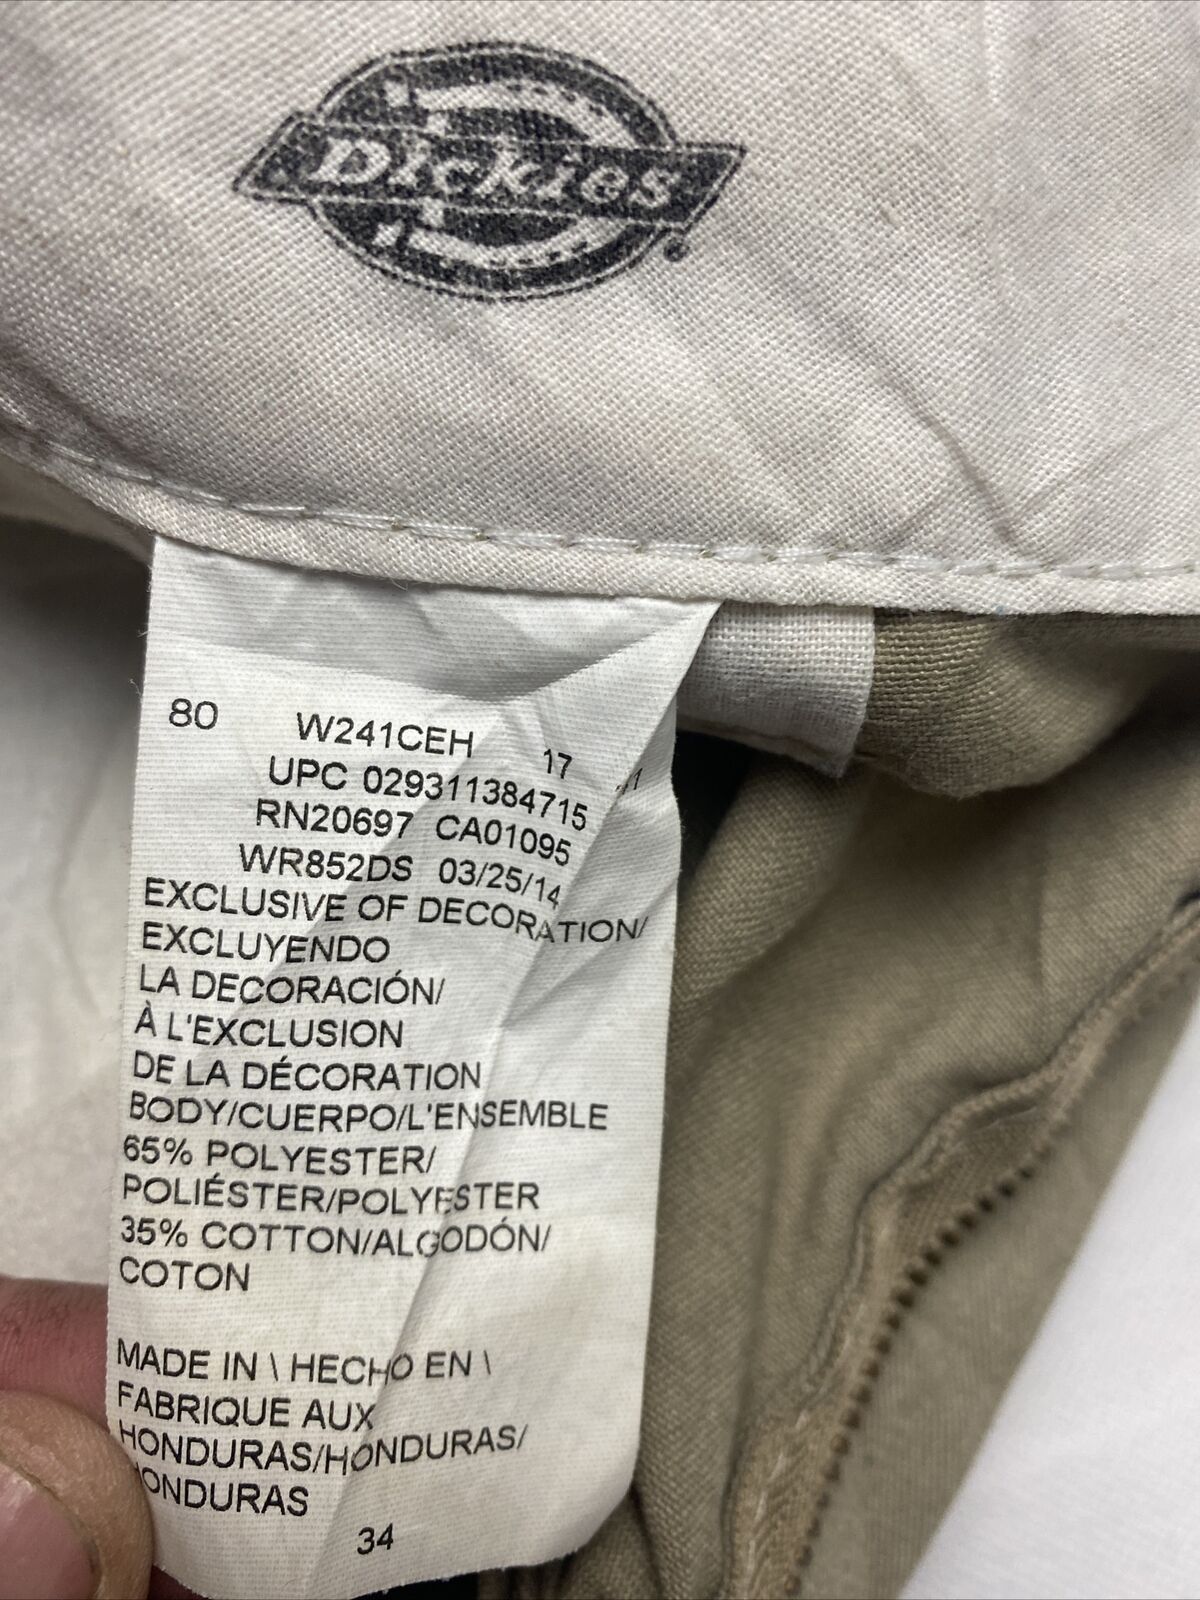 Dickies
80 W241CEH 17
UPC 029311384715
RN20697 CA01095
WR852DS 03/25/14
EXCLUSIVE OF DECORATION/
EXCLUYENDO
LA DECORACIÓN/
À L'EXCLUSION
DE LA DÉCORATION
BODY/CUERPO/L'ENSEMBLE
65% POLYESTER/
POLIÉSTER/POLYESTER
35% COTTON/ALGODÓN/
COTON
MADE IN \ HECHO EN \
FABRIQUE AUX
HONDURAS/HONDURAS/
HONDURAS
34